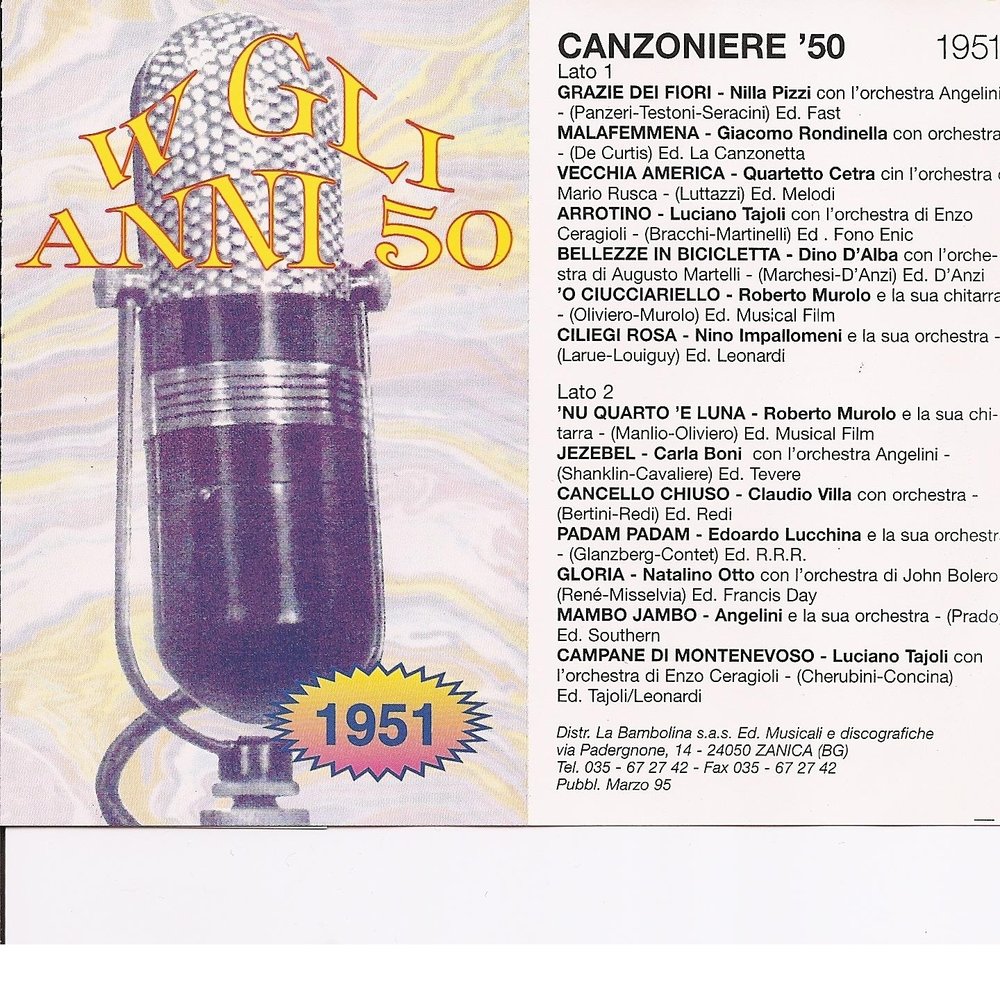 W GLI
ANNI 50
1951
CANZONIERE '50 1951
Lato 1
GRAZIE DEI FIORI - Nilla Pizzi con l'orchestra Angelini
- (Panzeri-Testoni-Seracini) Ed. Fast
MALAFEMMENA - Giacomo Rondinella con orchestra
- (De Curtis) Ed. La Canzonetta
VECCHIA AMERICA - Quartetto Cetra cin l'orchestra
Mario Rusca - (Luttazzi) Ed. Melodi
ARROTINO - Luciano Tajoli con l'orchestra di Enzo
Ceragioli - (Bracchi-Martinelli) Ed . Fono Enic
BELLEZZE IN BICICLETTA - Dino D'Alba con l'orche-
stra di Augusto Martelli - (Marchesi-D'Anzi) Ed. D'Anzi
'O CIUCCIARIELLO - Roberto Murolo e la sua chitarra
- (Oliviero-Murolo) Ed. Musical Film
CILIEGI ROSA - Nino Impallomeni e la sua orchestra -
(Larue-Louiguy) Ed. Leonardi
Lato 2
'NU QUARTO 'E LUNA - Roberto Murolo e la sua chi-
tarra - (Manlio-Oliviero) Ed. Musical Film
JEZEBEL - Carla Boni con l'orchestra Angelini -
(Shanklin-Cavaliere) Ed. Tevere
CANCELLO CHIUSO - Claudio Villa con orchestra -
(Bertini-Redi) Ed. Redi
PADAM PADAM - Edoardo Lucchina e la sua orchestr
- (Glanzberg-Contet) Ed. R.R.R.
GLORIA - Natalino Otto con l'orchestra di John Bolero
(René-Misselvia) Ed. Francis Day
MAMBO JAMBO - Angelini e la sua orchestra - (Prado)
Ed. Southern
CAMPANE DI MONTENEVOSO - Luciano Tajoli con
l'orchestra di Enzo Ceragioli - (Cherubini-Concina)
Ed. Tajoli/Leonardi
Distr. La Bambolina s.a.s. Ed. Musicali e discografiche
via Padergnone, 14 - 24050 ZANICA (BG)
Tel. 035 - 67 27 42 - Fax 035 - 67 27 42
Pubbl. Marzo 95